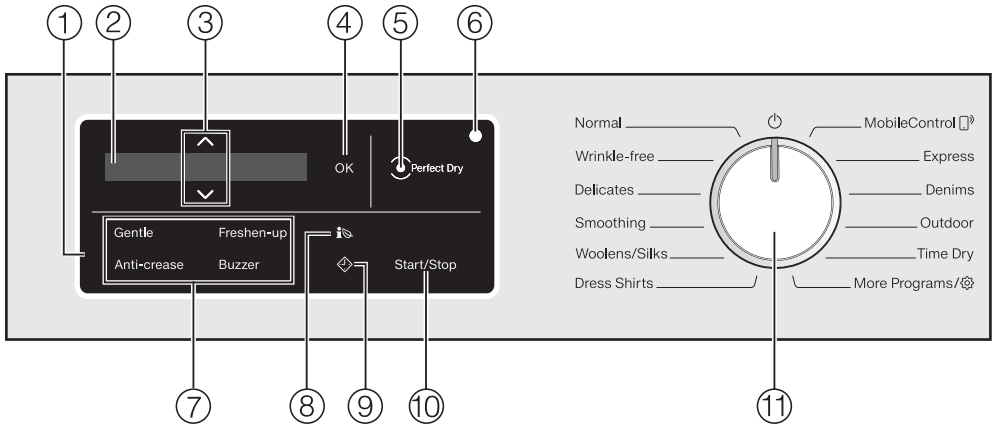 ① ② ③ ④ ⑤ ⑥
OK
Perfect Dry
Gentle Freshen-up
Anti-crease Buzzer
Start/Stop
Normal
Wrinkle-free
Delicates
Smoothing
Woolens/Silks
Dress Shirts
MobileControl
Express
Denims
Outdoor
Time Dry
More Programs/
⑦ ⑧ ⑨ ⑩ ⑪